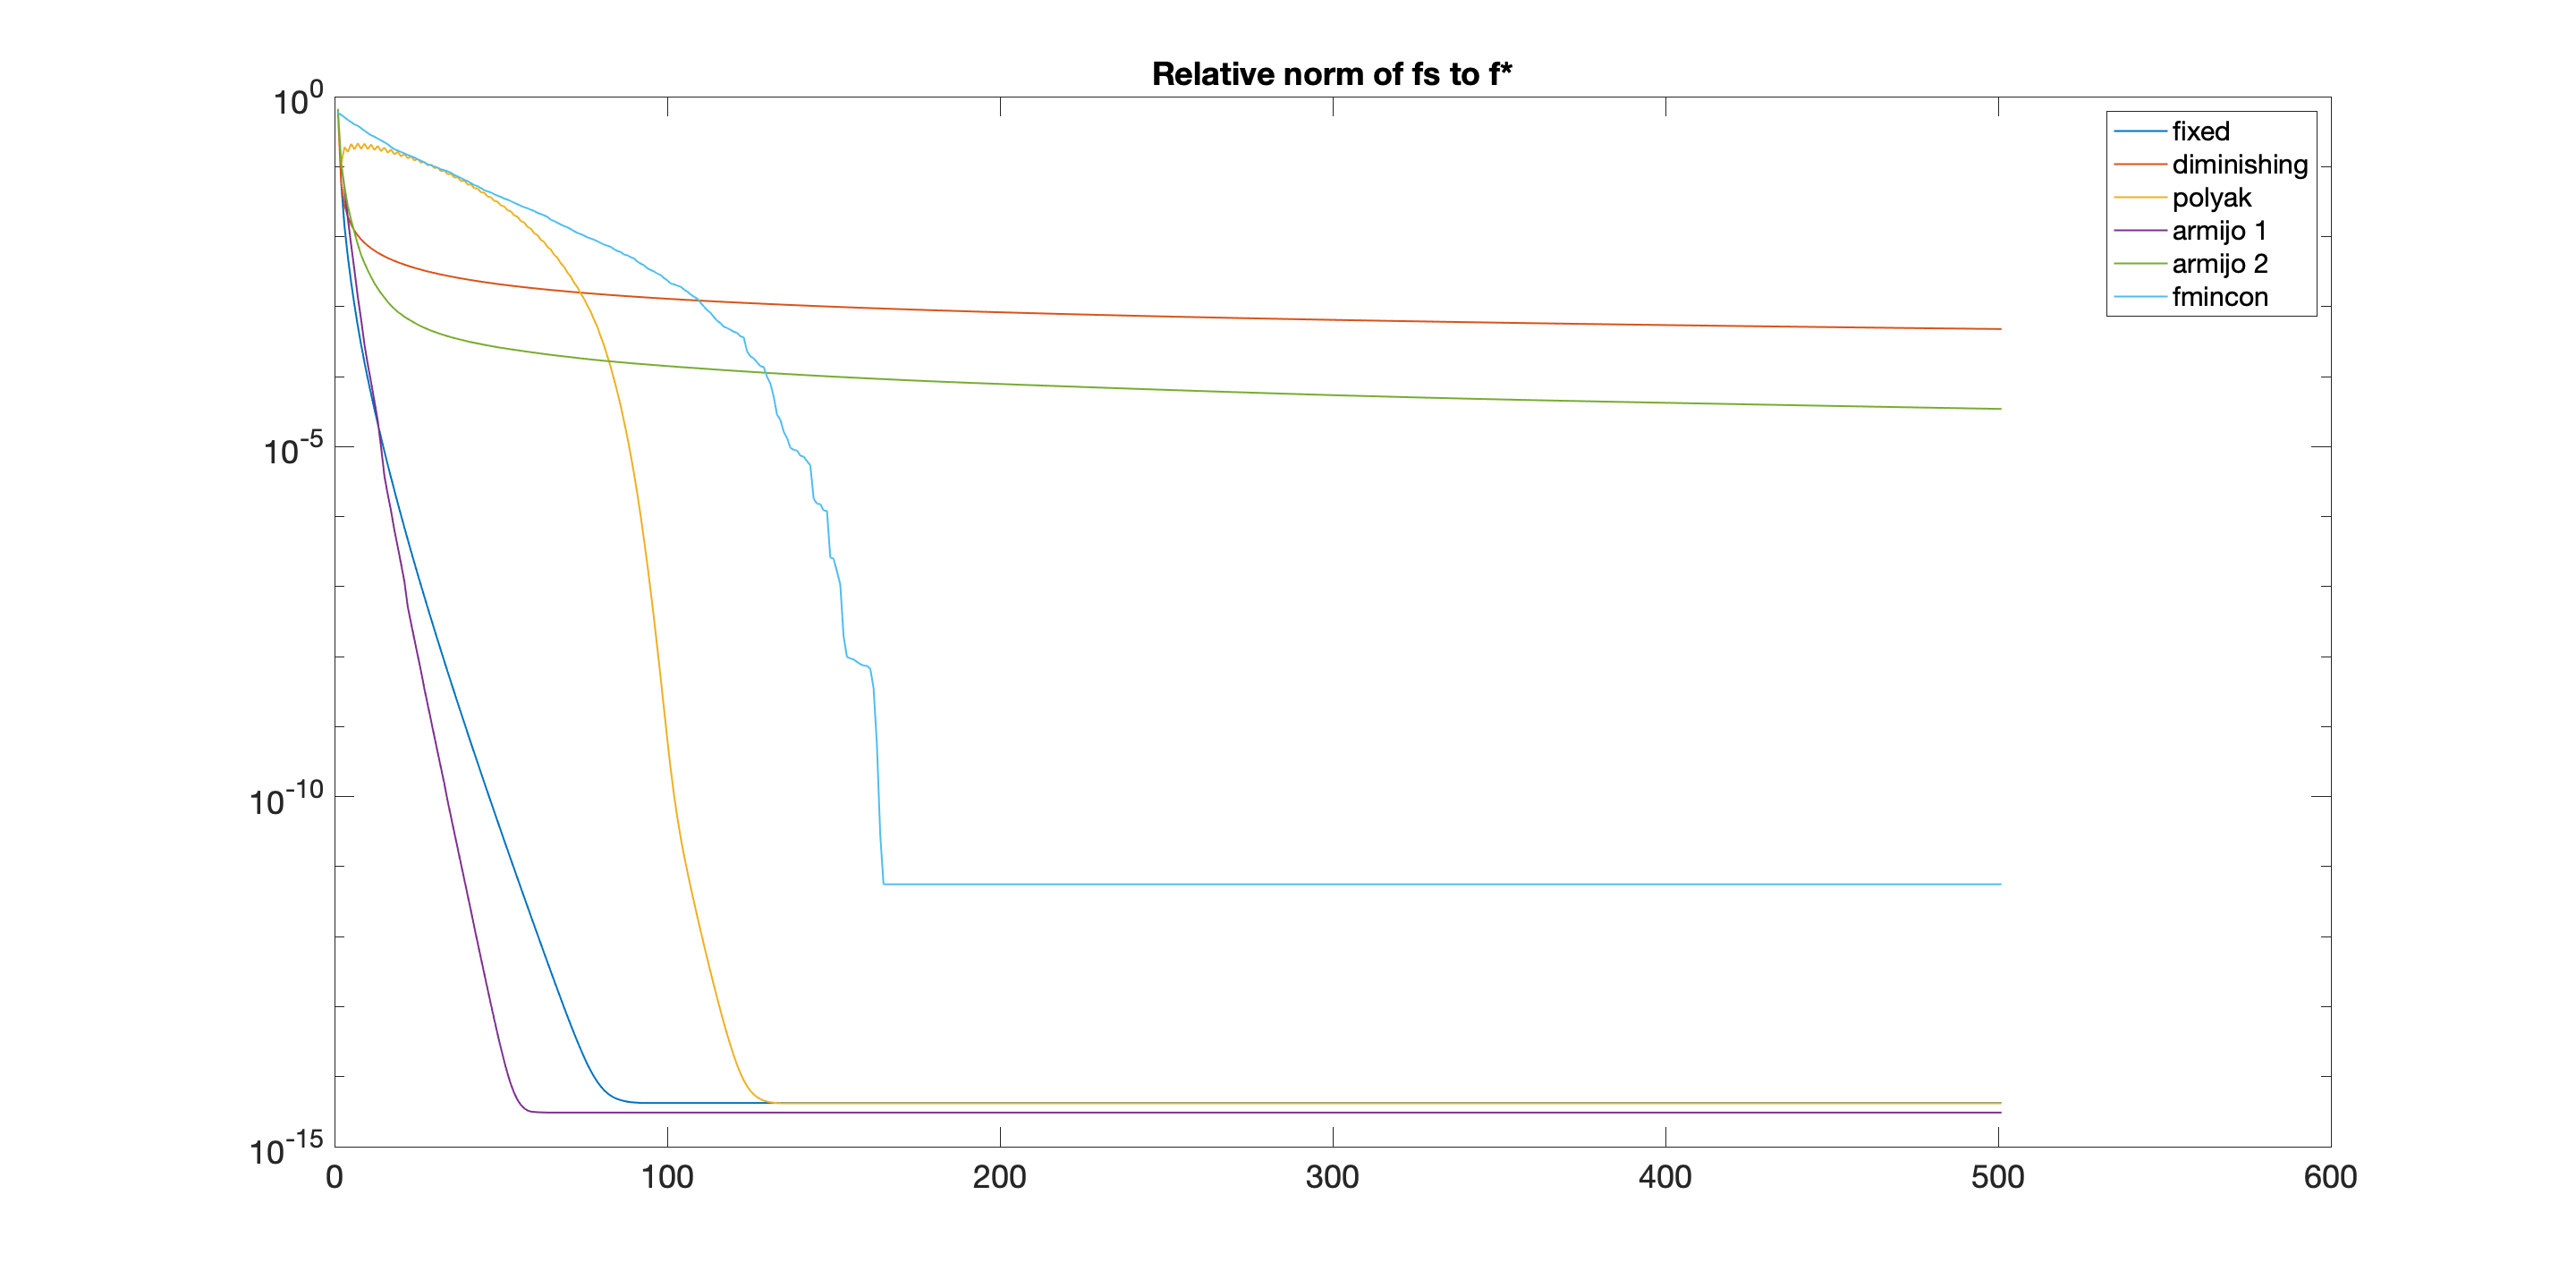 Relative norm of fs to f*
10^0
10^-5
10^-10
10^-15
0 100 200 300 400 500 600
fixed
diminishing
polyak
armijo 1
armijo 2
fmincon